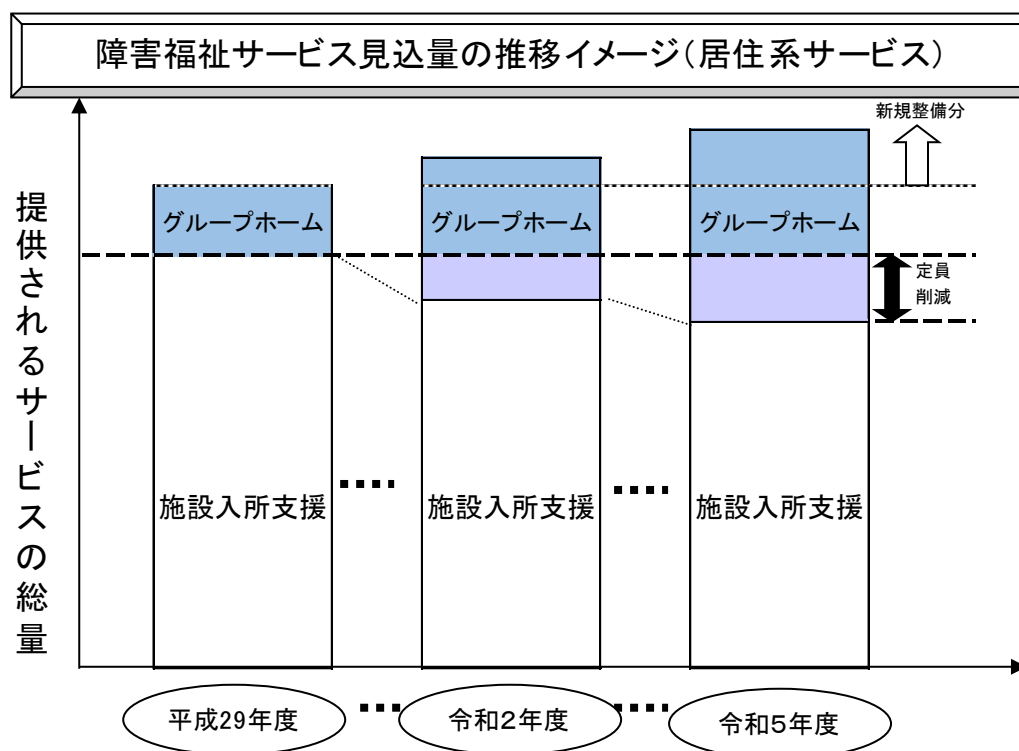 障害福祉サービス見込量の推移イメージ(居住系サービス)
新規整備分
提供されるサービスの総量
グループホーム
グループホーム
グループホーム
定員
削減
施設入所支援
施設入所支援
施設入所支援
平成29年度
令和2年度
令和5年度